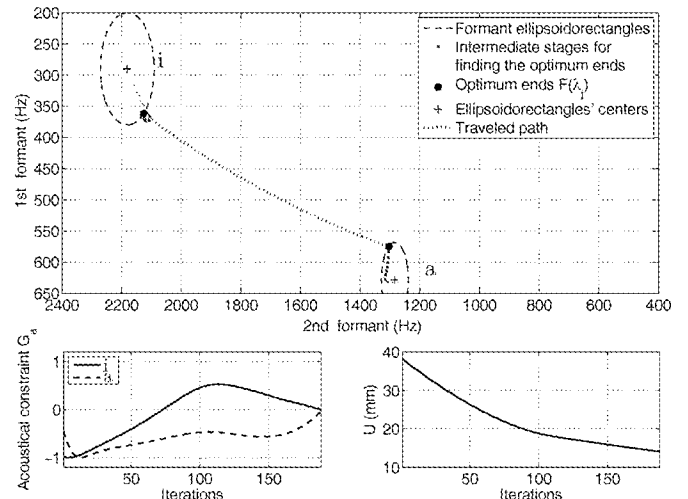 200
250
300
350
400
450
500
550
600
650
1st formant (Hz)
2400
2200
2000
1800
1600
1400
1200
1000
800
600
400
2nd formant (Hz)
i
a
Formant ellipsoidorectangles
Intermediate stages for
finding the optimum ends
Optimum ends F(λj)
Ellipsoidorectangles' centers
Traveled path
Acoustical constraint Ga
1
0
−1
i
a
50
100
150
Iterations
U (mm)
40
30
20
10
50
100
150
Iterations